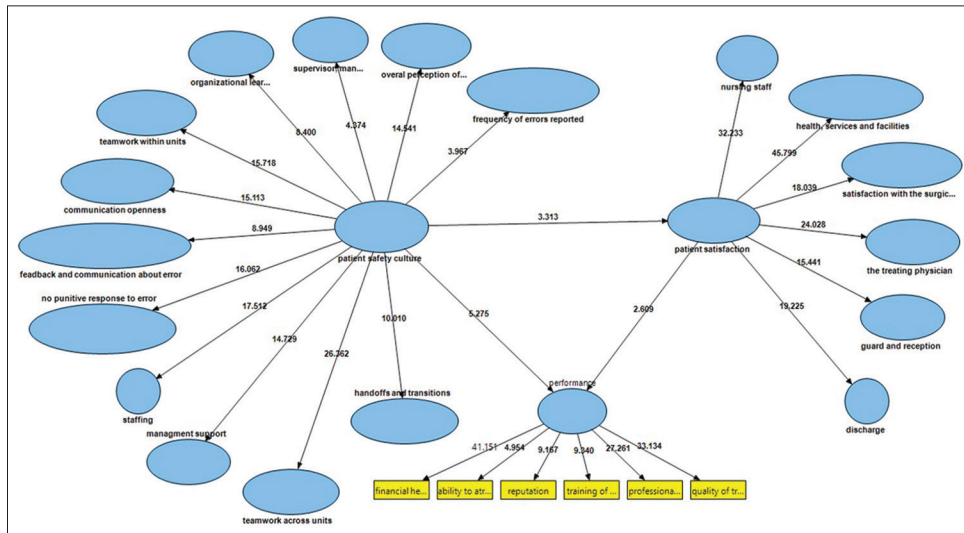 supervisor/man...
overal perception of...
organizational lear...
frequency of errors reported
nursing staff
health, services and facilities
teamwork within units
8.400
4.374
14.541
3.967
32.233
45.799
15.718
satisfaction with the surgic...
18.039
communication openness
15.113
3.313
24.028
8.949
patient safety culture
patient satisfaction
the treating physician
feadback and communication about error
15.441
16.062
no punitive response to error
17.512
10.010
5.275
2.609
19.225
guard and reception
14.729
26.362
performance
handoffs and transitions
staffing
discharge
managment support
41.151
4.954
9.167
9.340
27.261
33.134
financial he...
ability to atr...
reputation
training of ...
professiona...
quality of tr...
teamwork across units